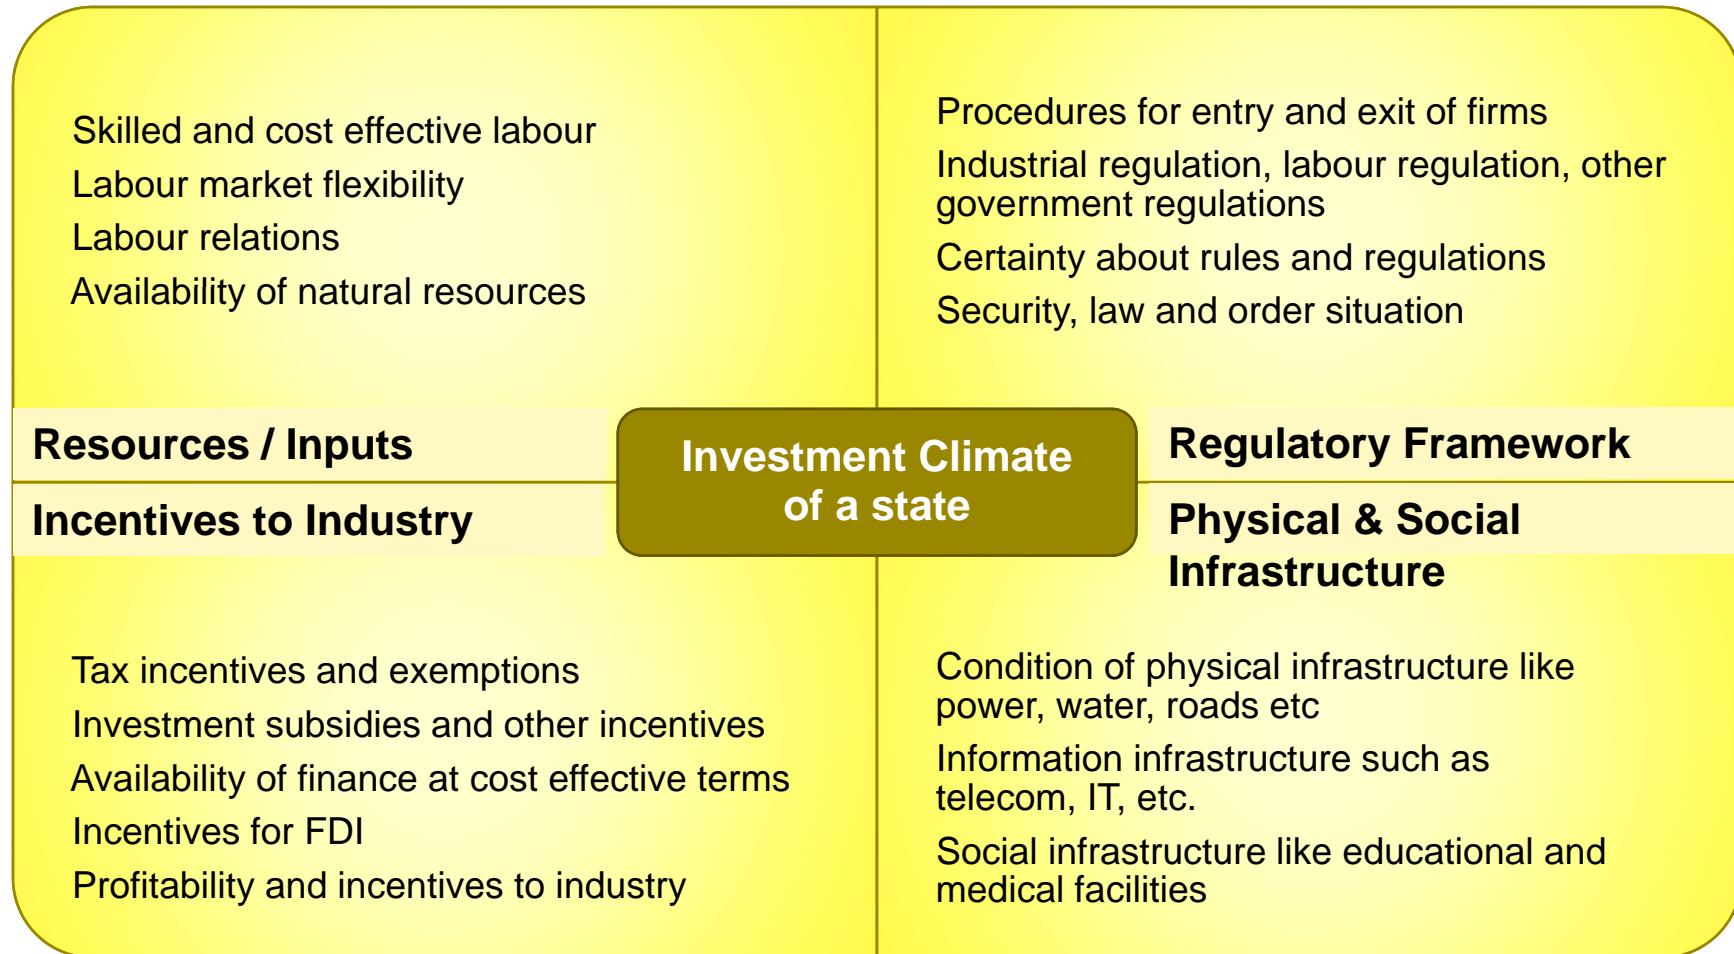 Skilled and cost effective labour
Labour market flexibility
Labour relations
Availability of natural resources
Resources / Inputs
Procedures for entry and exit of firms
Industrial regulation, labour regulation, other
government regulations
Certainty about rules and regulations
Security, law and order situation
Regulatory Framework
Investment Climate
of a state
Incentives to Industry
Tax incentives and exemptions
Investment subsidies and other incentives
Availability of finance at cost effective terms
Incentives for FDI
Profitability and incentives to industry
Physical & Social
Infrastructure
Condition of physical infrastructure like
power, water, roads etc
Information infrastructure such as
telecom, IT, etc.
Social infrastructure like educational and
medical facilities